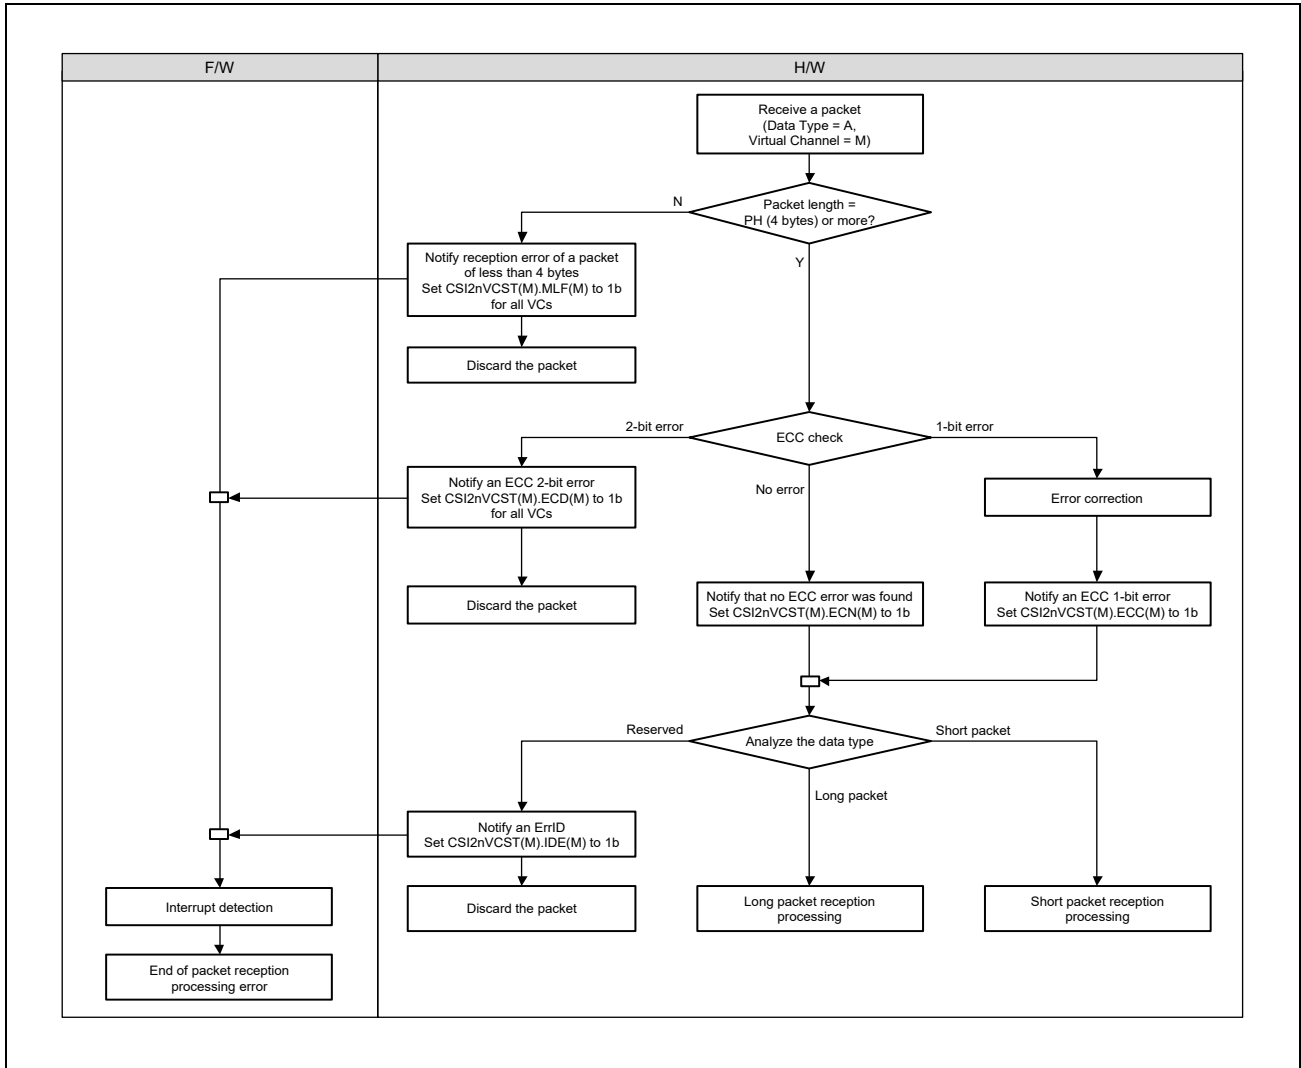 F/W
H/W
Receive a packet
(Data Type = A,
Virtual Channel = M)
N
Packet length =
PH (4 bytes) or more?
Y
Notify reception error of a packet
of less than 4 bytes
Set CSI2nVCST(M).MLF(M) to 1b
for all VCs
Discard the packet
2-bit error
ECC check
1-bit error
Notify an ECC 2-bit error
Set CSI2nVCST(M).ECD(M) to 1b
for all VCs
No error
Error correction
Discard the packet
Notify that no ECC error was found
Set CSI2nVCST(M).ECN(M) to 1b
Notify an ECC 1-bit error
Set CSI2nVCST(M).ECC(M) to 1b
Reserved
Analyze the data type
Short packet
Long packet
Notify an ErrID
Set CSI2nVCST(M).IDE(M) to 1b
Interrupt detection
Discard the packet
Long packet reception
processing
Short packet reception
processing
End of packet reception
processing error